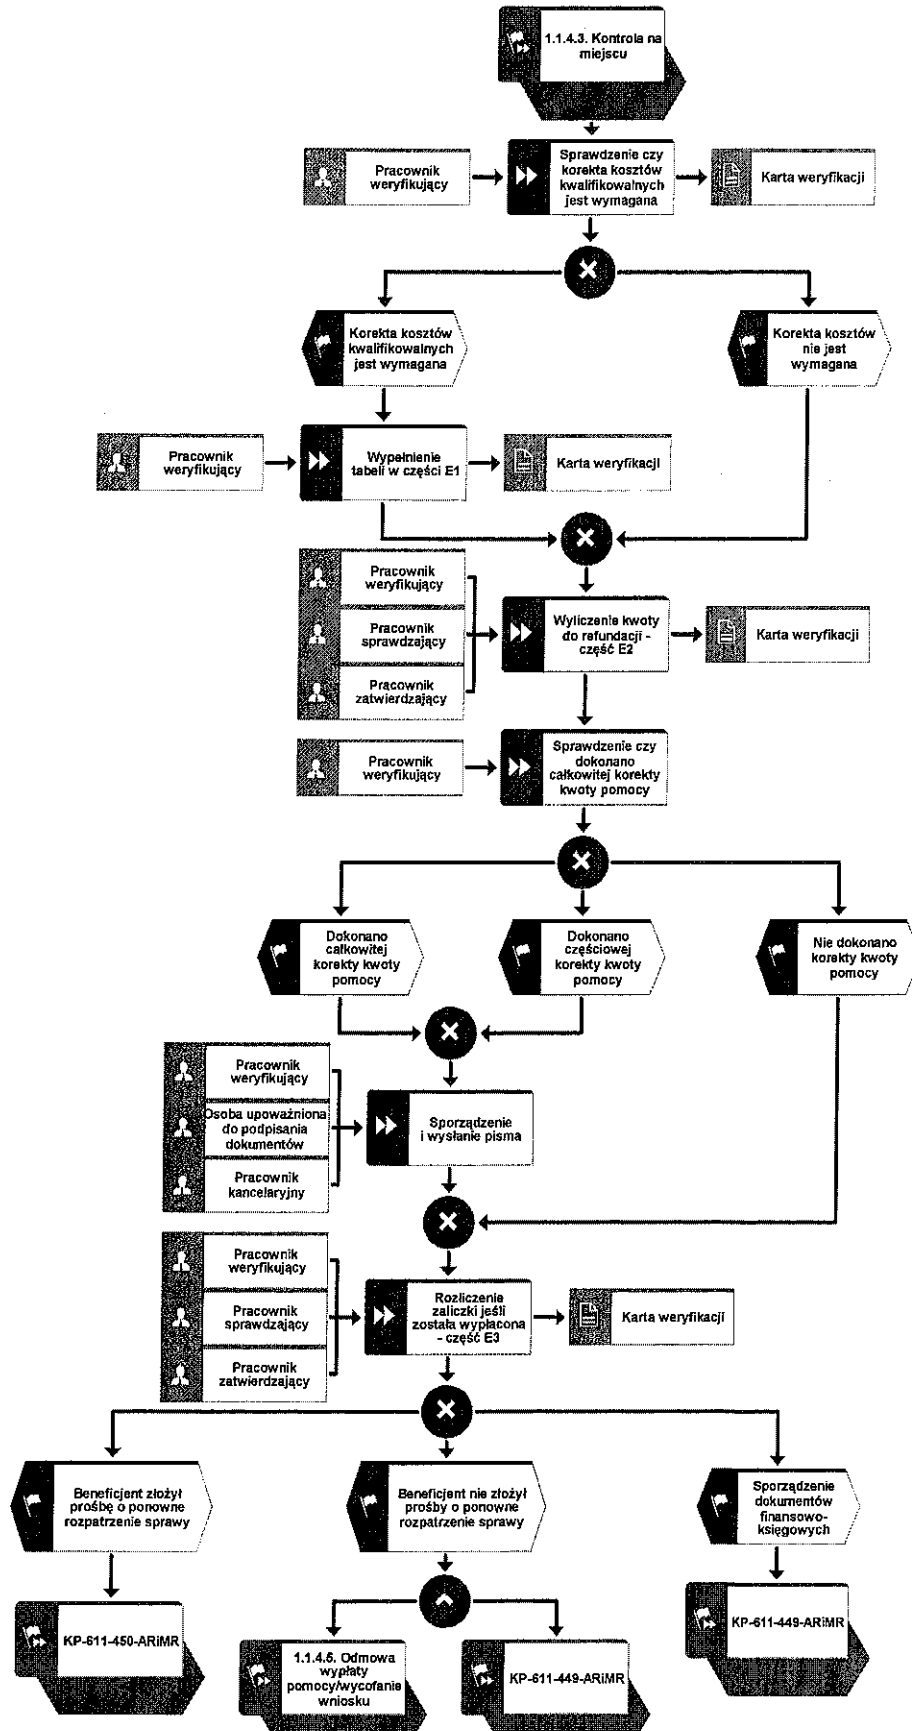 1.1.4.3. Kontrola na
miejscu
Pracownik
weryfikujący
Sprawdzenie czy
korekta kosztów
kwalifikowalnych
jest wymagana
Karta weryfikacji
Korekta kosztów
kwalifikowalnych
jest wymagana
Korekta kosztów
nie jest
wymagana
Pracownik
weryfikujący
Wypełnienie
tabeli w części E1
Karta weryfikacji
Pracownik
weryfikujący
Pracownik
sprawdzający
Pracownik
zatwierdzający
Wyliczenie kwoty
do refundacji -
część E2
Karta weryfikacji
Pracownik
weryfikujący
Sprawdzenie czy
dokonano
całkowitej korekty
kwoty pomocy
Dokonano
całkowitej
korekty kwoty
pomocy
Dokonano
częściowej
korekty kwoty
pomocy
Nie dokonano
korekty kwoty
pomocy
Pracownik
weryfikujący
Osoba upoważniona
do podpisania
dokumentów
Pracownik
kancelaryjny
Sporządzenie
i wysłanie pisma
Pracownik
weryfikujący
Pracownik
sprawdzający
Pracownik
zatwierdzający
Rozliczenie
zaliczki jeśli
została wypłacona
- część E3
Karta weryfikacji
Beneficjent złożył
prośbę o ponowne
rozpatrzenie sprawy
Beneficjent nie złożył
prośby o ponowne
rozpatrzenie sprawy
Sporządzenie
dokumentów
finansowo-
księgowych
KP-611-450-ARiMR
1.1.4.5. Odmowa
wypłaty
pomocy/wycofanie
wniosku
KP-611-449-ARiMR
KP-611-449-ARiMR